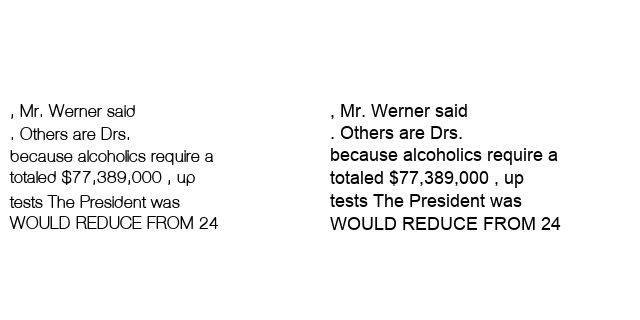 , Mr. Werner said
. Others are Drs.
because alcoholics require a
totaled $77,389,000 , up
tests The President was
WOULD REDUCE FROM 24
, Mr. Werner said
. Others are Drs.
because alcoholics require a
totaled $77,389,000 , up
tests The President was
WOULD REDUCE FROM 24